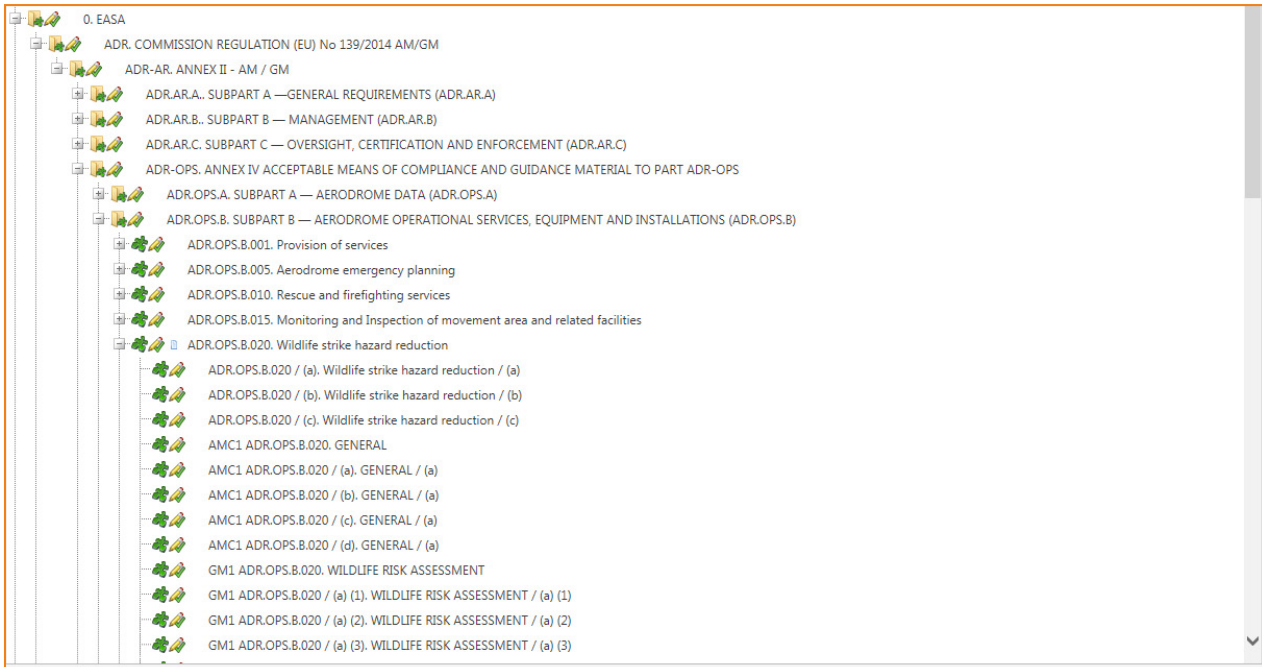 0. EASA
ADR. COMMISSION REGULATION (EU) No 139/2014 AM/GM
ADR-AR. ANNEX II - AM / GM
ADR.AR.A.. SUBPART A —GENERAL REQUIREMENTS (ADR.AR.A)
ADR.AR.B.. SUBPART B — MANAGEMENT (ADR.AR.B)
ADR.AR.C. SUBPART C — OVERSIGHT, CERTIFICATION AND ENFORCEMENT (ADR.AR.C)
ADR-OPS. ANNEX IV ACCEPTABLE MEANS OF COMPLIANCE AND GUIDANCE MATERIAL TO PART ADR-OPS
ADR.OPS.A. SUBPART A — AERODROME DATA (ADR.OPS.A)
ADR.OPS.B. SUBPART B — AERODROME OPERATIONAL SERVICES, EQUIPMENT AND INSTALLATIONS (ADR.OPS.B)
ADR.OPS.B.001. Provision of services
ADR.OPS.B.005. Aerodrome emergency planning
ADR.OPS.B.010. Rescue and firefighting services
ADR.OPS.B.015. Monitoring and Inspection of movement area and related facilities
ADR.OPS.B.020. Wildlife strike hazard reduction
ADR.OPS.B.020 / (a). Wildlife strike hazard reduction / (a)
ADR.OPS.B.020 / (b). Wildlife strike hazard reduction / (b)
ADR.OPS.B.020 / (c). Wildlife strike hazard reduction / (c)
AMC1 ADR.OPS.B.020. GENERAL
AMC1 ADR.OPS.B.020 / (a). GENERAL / (a)
AMC1 ADR.OPS.B.020 / (b). GENERAL / (a)
AMC1 ADR.OPS.B.020 / (c). GENERAL / (a)
AMC1 ADR.OPS.B.020 / (d). GENERAL / (a)
GM1 ADR.OPS.B.020. WILDLIFE RISK ASSESSMENT
GM1 ADR.OPS.B.020 / (a) (1). WILDLIFE RISK ASSESSMENT / (a) (1)
GM1 ADR.OPS.B.020 / (a) (2). WILDLIFE RISK ASSESSMENT / (a) (2)
GM1 ADR.OPS.B.020 / (a) (3). WILDLIFE RISK ASSESSMENT / (a) (3)